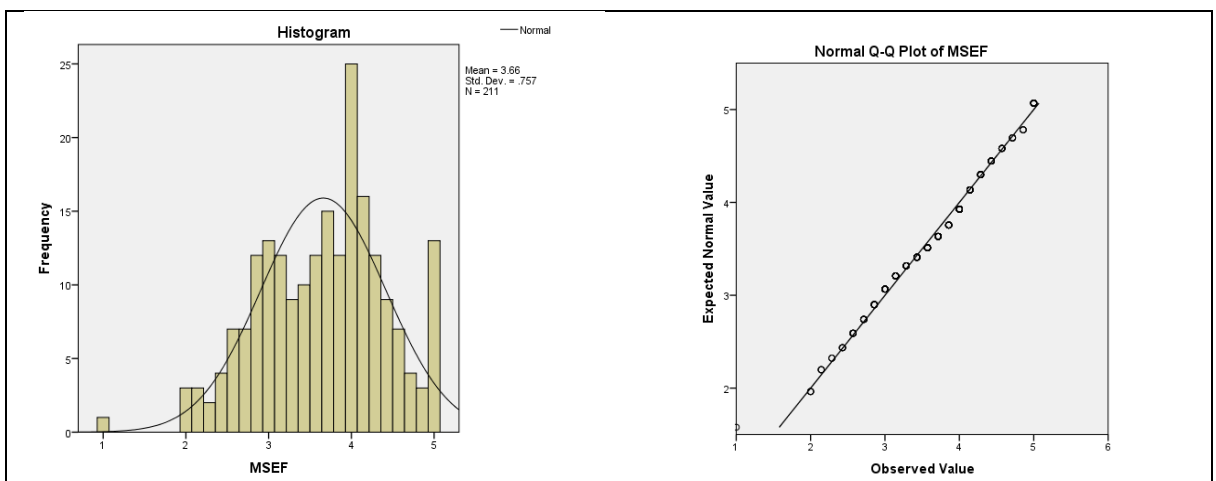 Histogram
Normal
Mean = 3.66
Std. Dev. = .757
N = 211
Frequency
25
20
15
10
5
0
1 2 3 4 5
MSEF
Normal Q-Q Plot of MSEF
Expected Normal Value
5
4
3
2
1 2 3 4 5 6
Observed Value